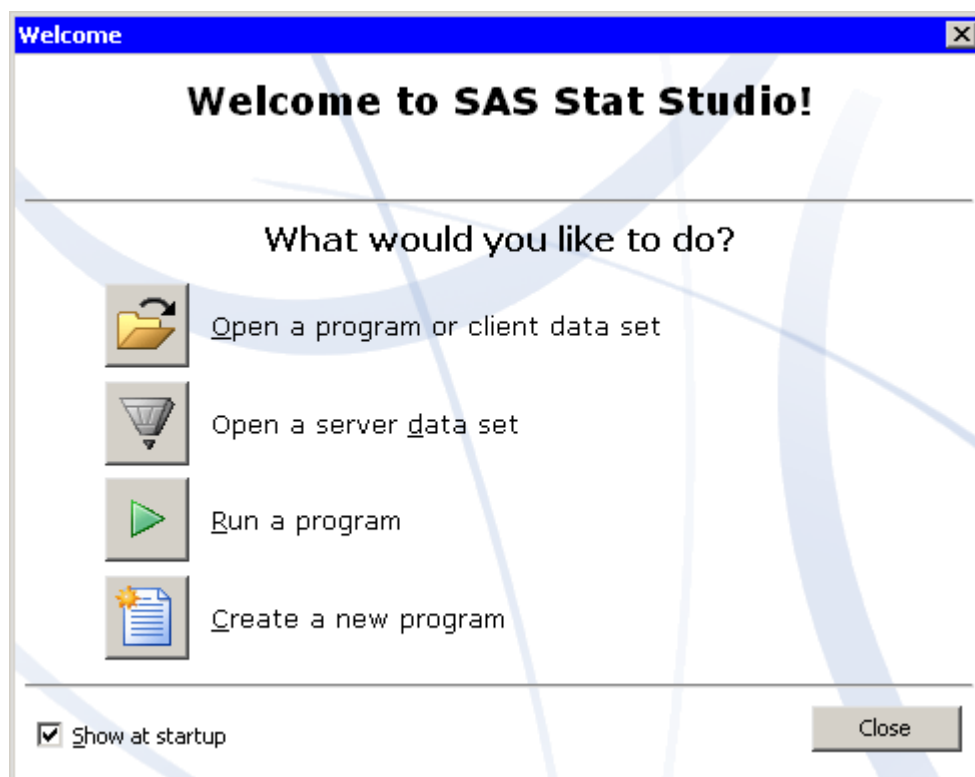 Welcome
Welcome to SAS Stat Studio!
What would you like to do?
Open a program or client data set
Open a server data set
Run a program
Create a new program
Show at startup
Close